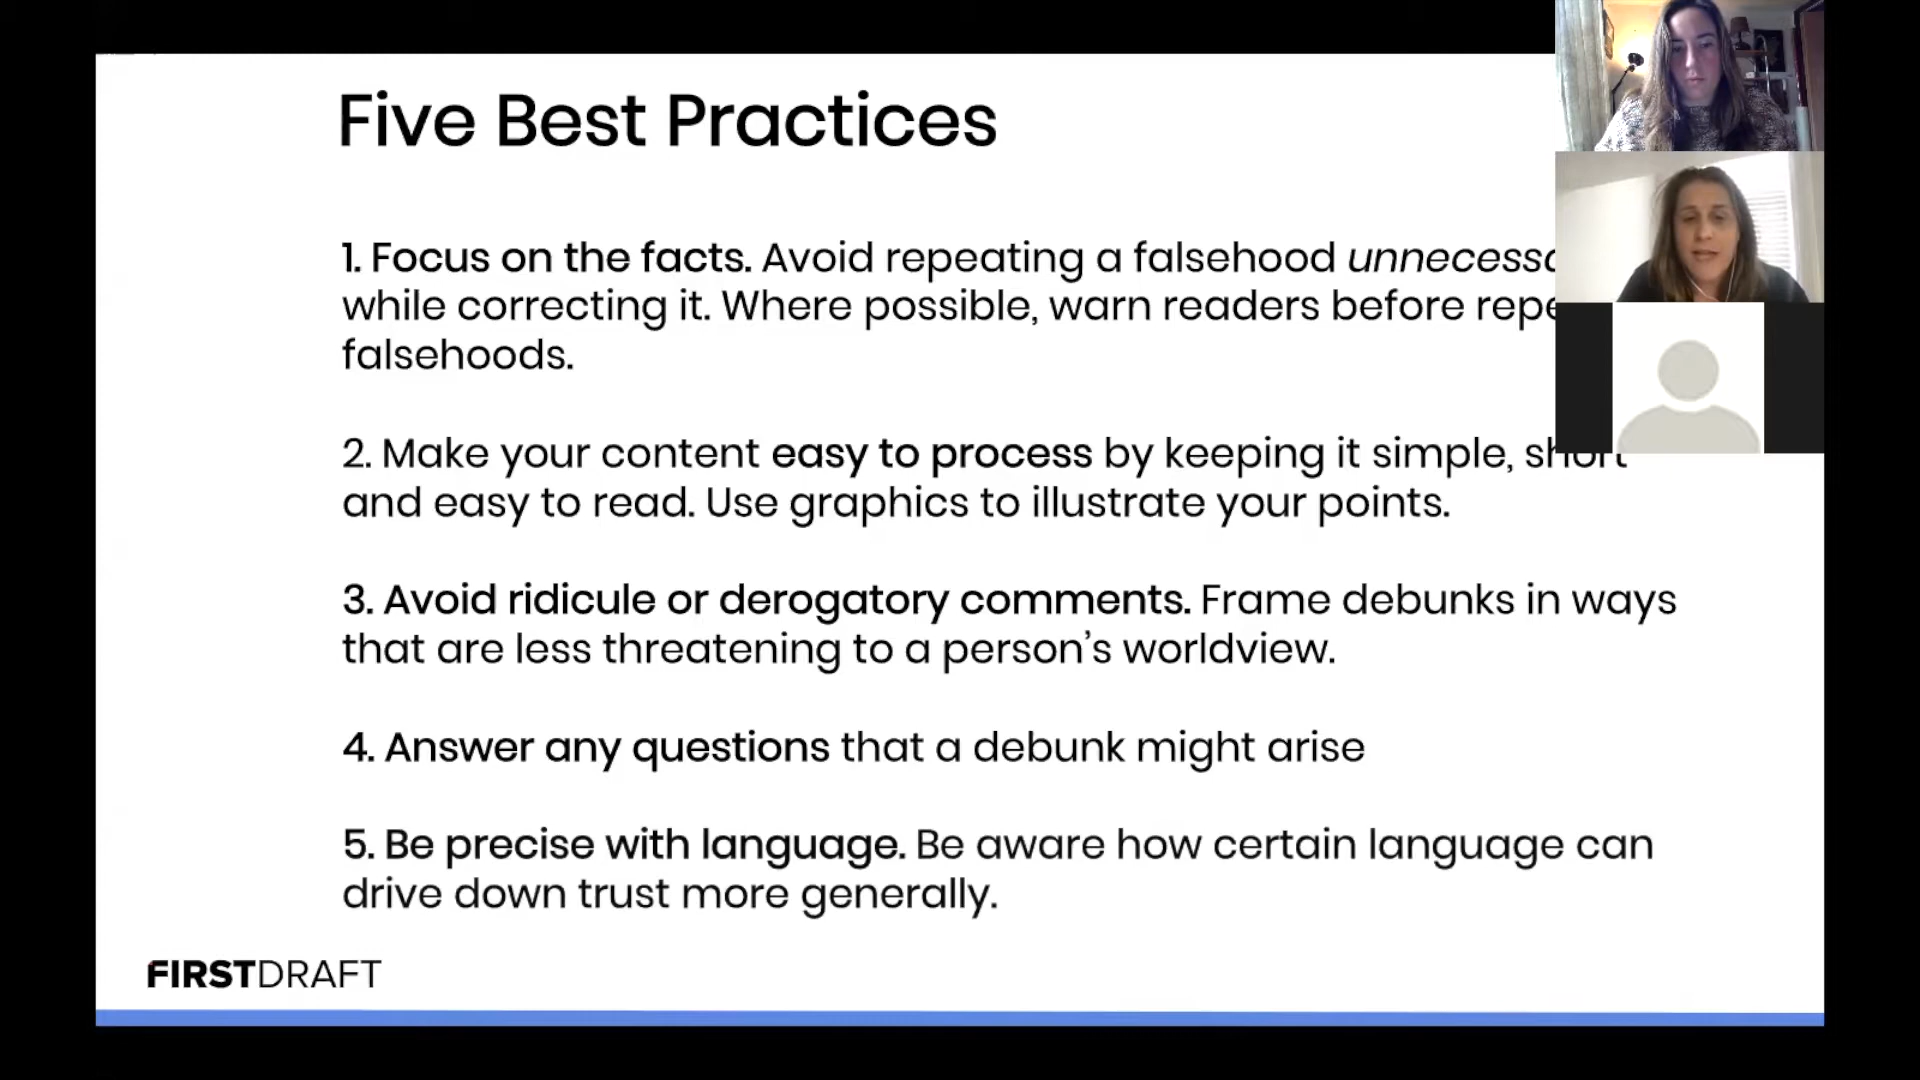 Five Best Practices
1. Focus on the facts. Avoid repeating a falsehood
while correcting it. Where possible, warn readers before
falsehoods.
2. Make your content easy to process by keeping it simple, short
and easy to read. Use graphics to illustrate your points.
3. Avoid ridicule or derogatory comments. Frame debunks in ways
that are less threatening to a person's worldview.
4. Answer any questions that a debunk might arise
5. Be precise with language. Be aware how certain language can
drive down trust more generally.
FIRSTDRAFT